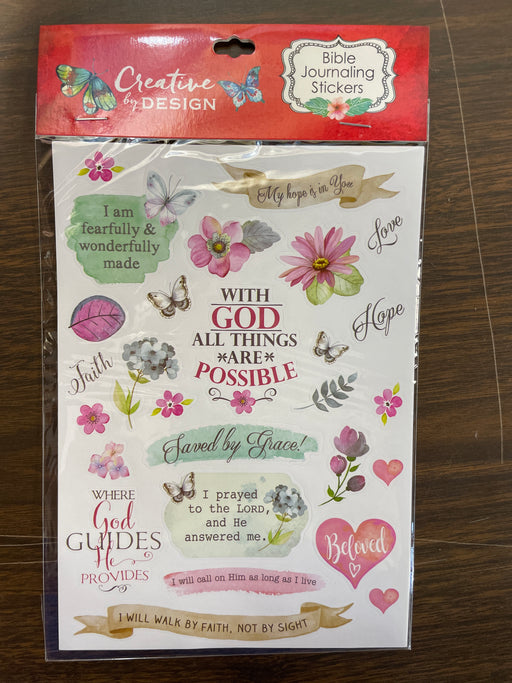 Creative
by DESIGN
Bible
Journaling
Stickers
My hope is in You
I am
fearfully &
wonderfully
made
Love
WITH
GOD
ALL THINGS
*ARE*
POSSIBLE
Hope
Faith
Saved by Grace!
WHERE
God
GUIDES
He
PROVIDES
I prayed
to the LORD,
and He
answered me.
Beloved
I will call on Him as long as I live
I WILL WALK BY FAITH, NOT BY SIGHT